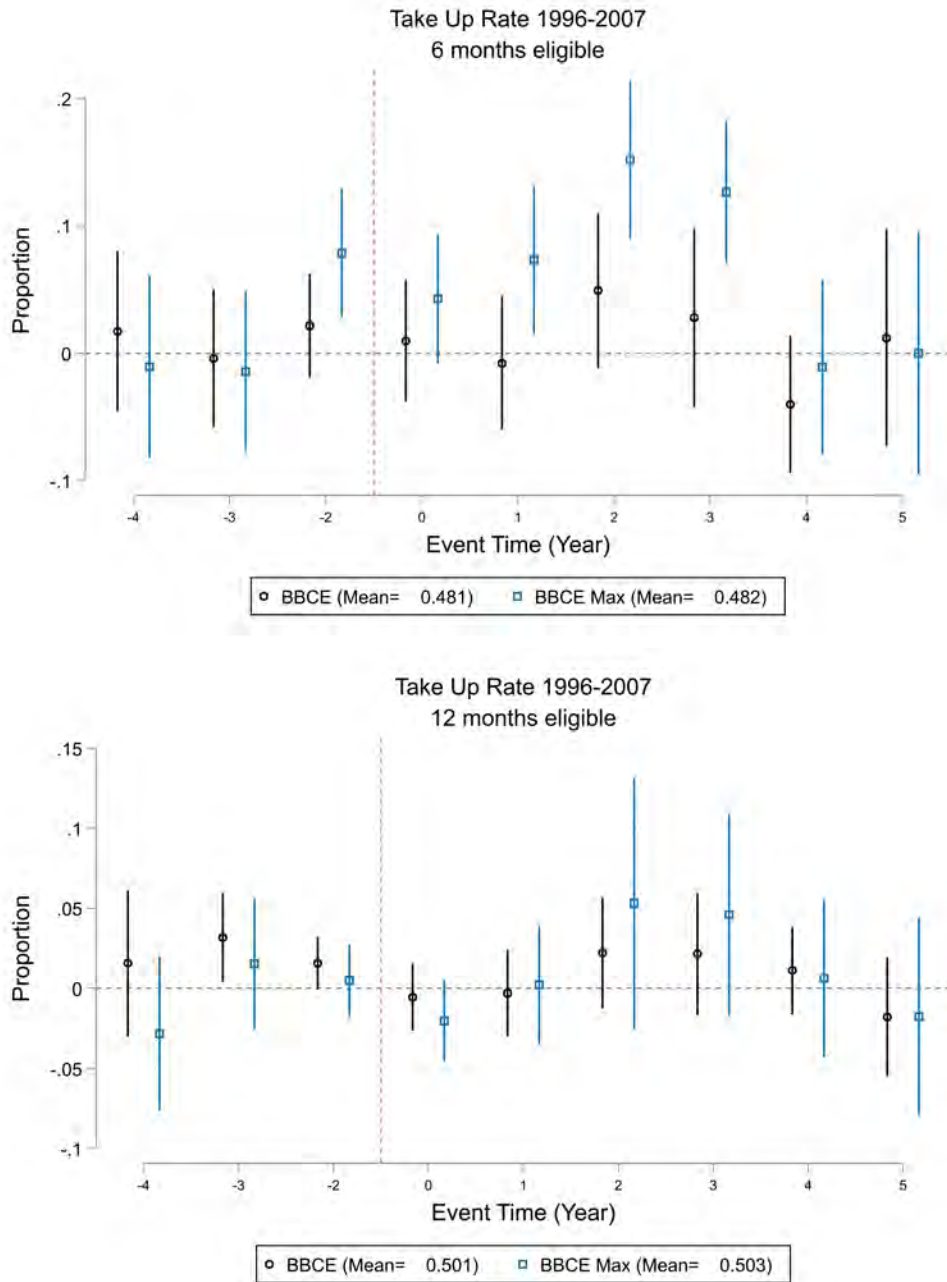 Take Up Rate 1996-2007
6 months eligible
.2
.1
0
-.1
Proportion
-4 -3 -2 0 1 2 3 4 5
Event Time (Year)
BBCE (Mean= 0.481) BBCE Max (Mean= 0.482)
Take Up Rate 1996-2007
12 months eligible
.15
.1
.05
0
-.05
-.1
Proportion
-4 -3 -2 0 1 2 3 4 5
Event Time (Year)
BBCE (Mean= 0.501) BBCE Max (Mean= 0.503)